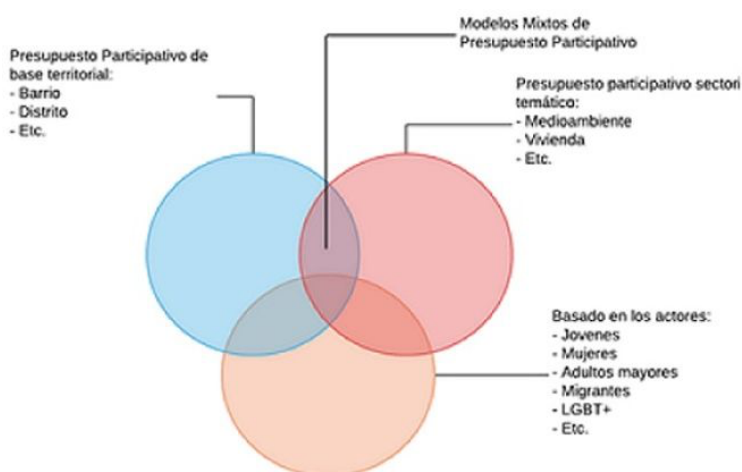 Presupuesto Participativo de
base territorial:
- Barrio
- Distrito
- Etc.
Modelos Mixtos de
Presupuesto Participativo
Presupuesto participativo sectori
temático:
- Medioambiente
- Vivienda
- Etc.
Basado en los actores:
- Jovenes
- Mujeres
- Adultos mayores
- Migrantes
- LGBT+
- Etc.